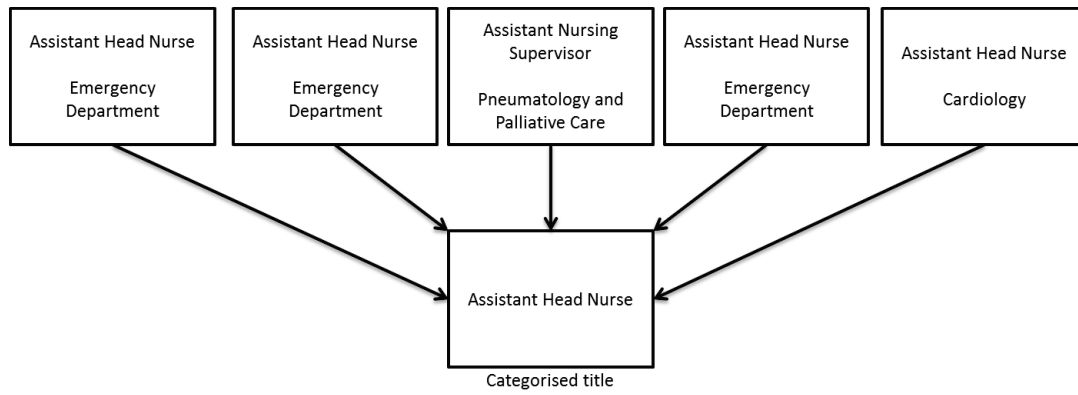 Assistant Head Nurse
Emergency
Department
Assistant Head Nurse
Emergency
Department
Assistant Nursing
Supervisor
Pneumatology and
Palliative Care
Assistant Head Nurse
Emergency
Department
Assistant Head Nurse
Cardiology
Assistant Head Nurse
Categorised title